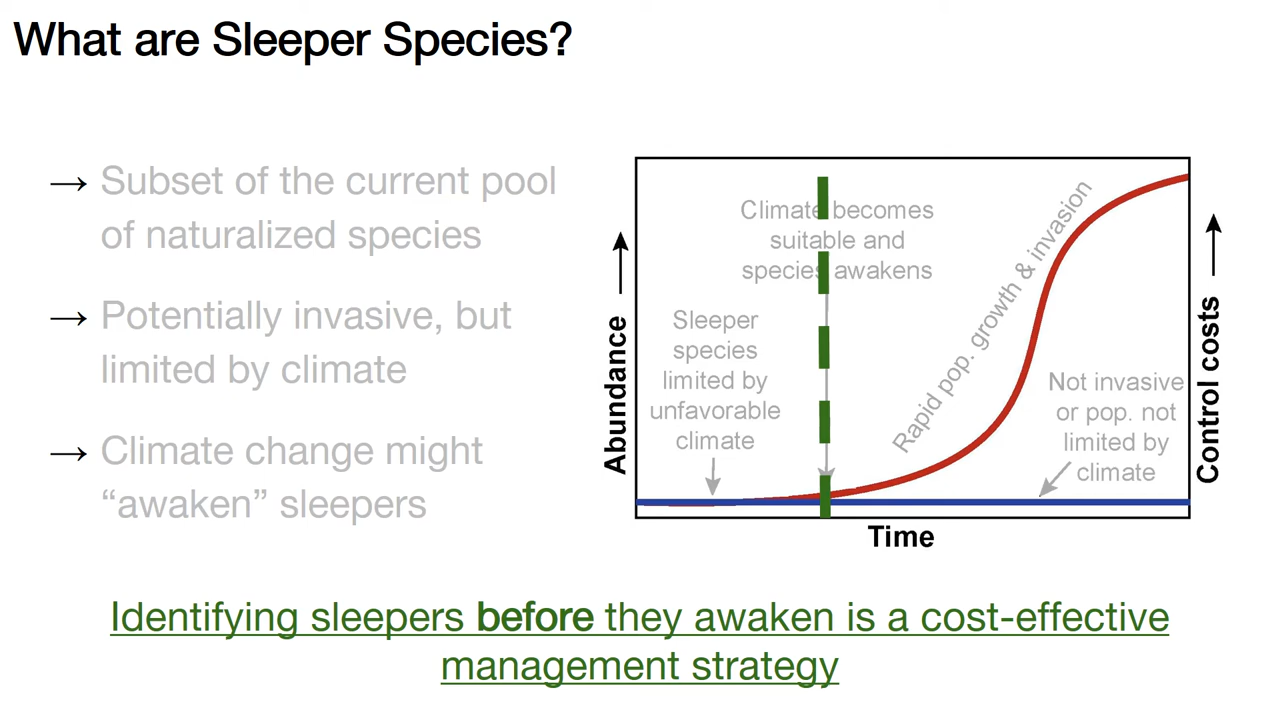 What are Sleeper Species?
→ Subset of the current pool
of naturalized species
→ Potentially invasive, but
limited by climate
→ Climate change might
“awaken” sleepers
Abundance
Sleeper
species
limited by
unfavorable
climate
Climate becomes
suitable and
species awakens
Rapid pop. growth & invasion
Not invasive
or pop. not
limited by
climate
Control costs
Time
Identifying sleepers before they awaken is a cost-effective
management strategy